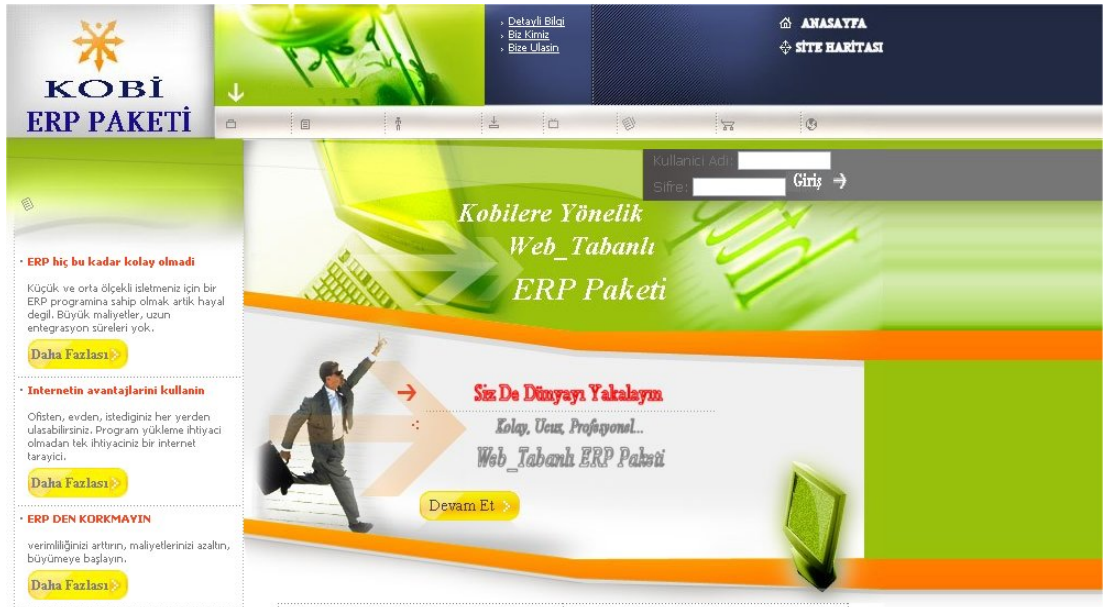 KOBİ
ERP PAKETİ
Detayli Bilgi
Biz Kimiz
Bize Ulasin
ANASAYFA
SİTE HARİTASI
Kullanici Adi:
Sifre:
Giriş
Kobilere Yönelik
Web_Tabanlı
ERP Paketi
ERP hiç bu kadar kolay olmadi
Küçük ve orta ölçekli isletmeniz için bir
ERP programina sahip olmak artik hayal
degil. Büyük maliyetler, uzun
entegrasyon süreleri yok.
Daha Fazlası
Internetin avantajlarini kullanin
Ofisten, evden, istediginiz her yerden
ulasabilirsiniz. Program yükleme ihtiyaci
olmadan tek ihtiyaciniz bir internet
tarayici.
Daha Fazlası
ERP DEN KORKMAYIN
verimliliğinizi arttırın, maliyetlerinizi azaltın,
büyümeye başlayın.
Daha Fazlası
Siz De Dünyayı Yakalayın
Kolay, Ucuz, Profesyonel...
Web_Tabanlı ERP Paketi
Devam Et